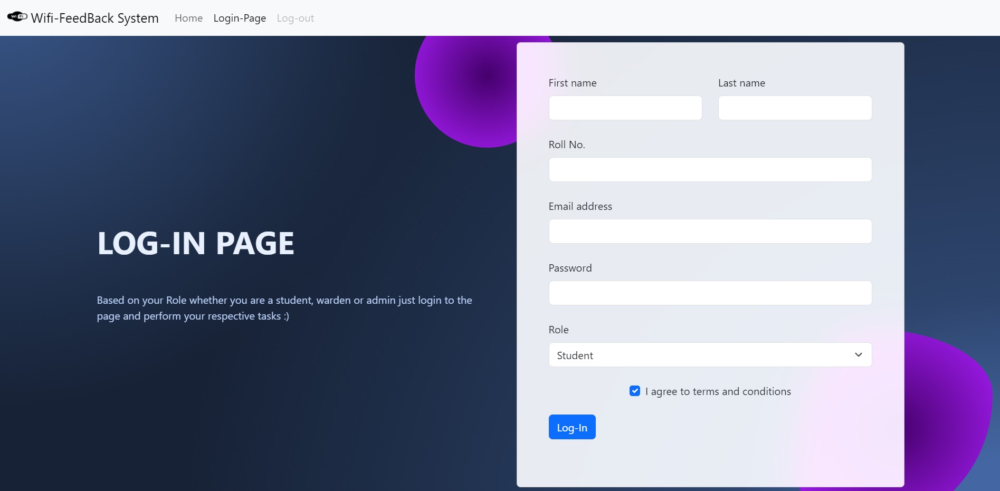 WiFi Wifi-FeedBack System Home Login-Page Log-out
First name Last name
Roll No.
Email address
LOG-IN PAGE
Based on your Role whether you are a student, warden or admin just login to the
page and perform your respective tasks :)
Password
Role
Student
I agree to terms and conditions
Log-In